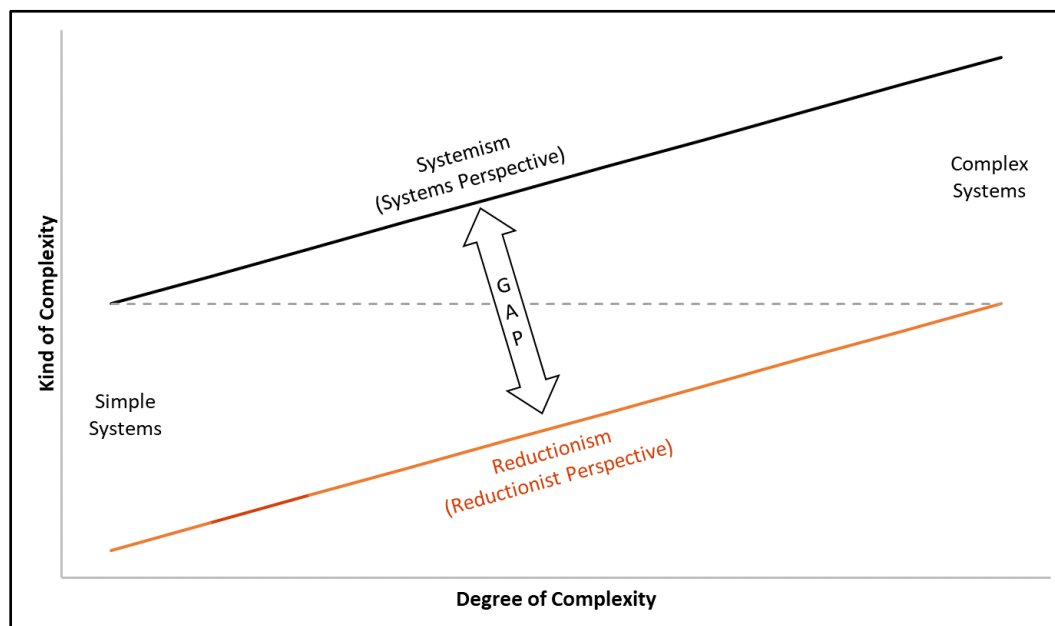 Systemism
(Systems Perspective)
Complex
Systems
Kind of Complexity
G
A
P
Simple
Systems
Reductionism
(Reductionist Perspective)
Degree of Complexity